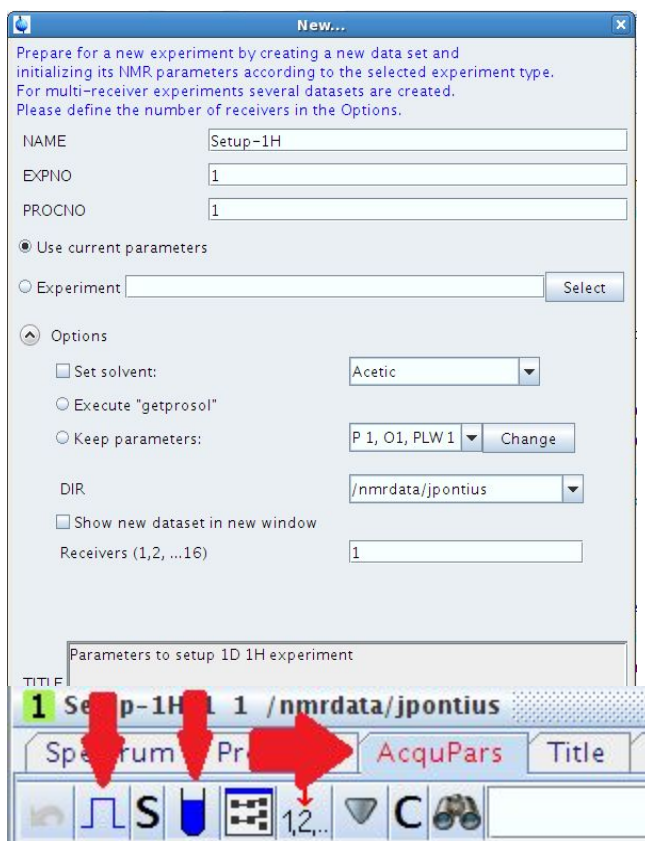 New...
Prepare for a new experiment by creating a new data set and
initializing its NMR parameters according to the selected experiment type.
For multi-receiver experiments several datasets are created.
Please define the number of receivers in the Options.
NAME Setup-1H
EXPNO 1
PROCNO 1
Use current parameters
Experiment Select
Options
Set solvent: Acetic
Execute "getprosol"
Keep parameters: P 1, O1, PLW 1 Change
DIR /nmrdata/jpontius
Show new dataset in new window
Receivers (1,2, ...16) 1
Parameters to setup 1D 1H experiment
TITLE
1 1 /nmrdata/jpontius
AcquPars Title
S 1,2,.. C